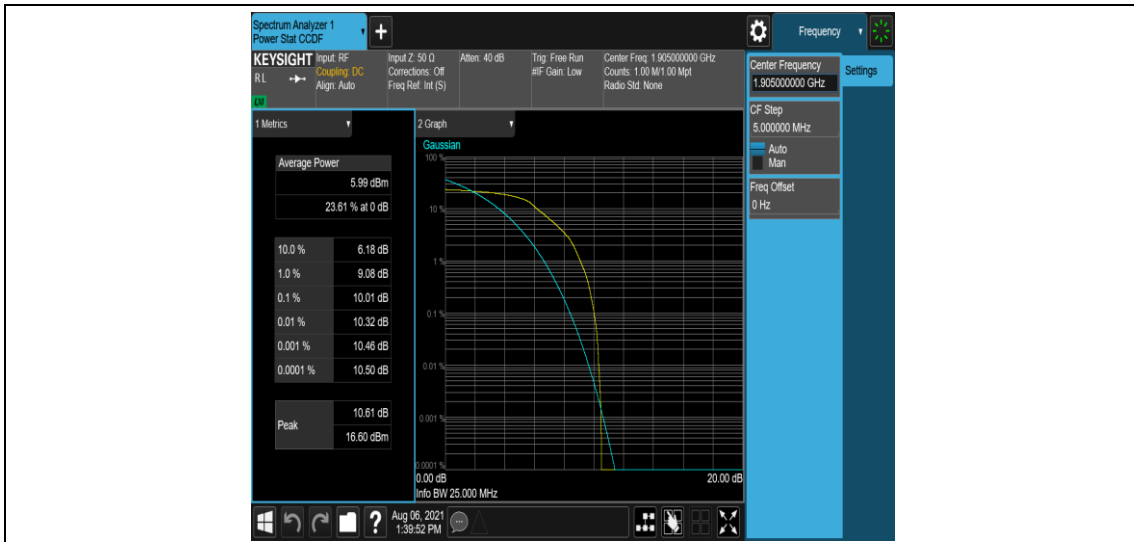 Spectrum Analyzer 1
Power Stat CCDF
+
Frequency
KEYSIGHT
RL
LM
Input: RF
Coupling: DC
Align: Auto
Input Z: 50 Ω
Corrections: Off
Freq Ref: Int (S)
Atten: 40 dB
Trig: Free Run
#IF Gain: Low
Center Freq: 1.905000000 GHz
Counts: 1.00 M/1.00 Mpt
Radio Std: None
Center Frequency
1.905000000 GHz
Settings
CF Step
5.000000 MHz
Auto
Man
Freq Offset
0 Hz
1 Metrics
Average Power
5.99 dBm
23.61 % at 0 dB
10.0 % 6.18 dB
1.0 % 9.08 dB
0.1 % 10.01 dB
0.01 % 10.32 dB
0.001 % 10.46 dB
0.0001 % 10.50 dB
Peak
10.61 dB
16.60 dBm
2 Graph
Gaussian
100 %
10 %
1 %
0.1 %
0.01 %
0.001 %
0.0001 %
0.00 dB
20.00 dB
Info BW 25.000 MHz
?
Aug 06, 2021
1:39:52 PM